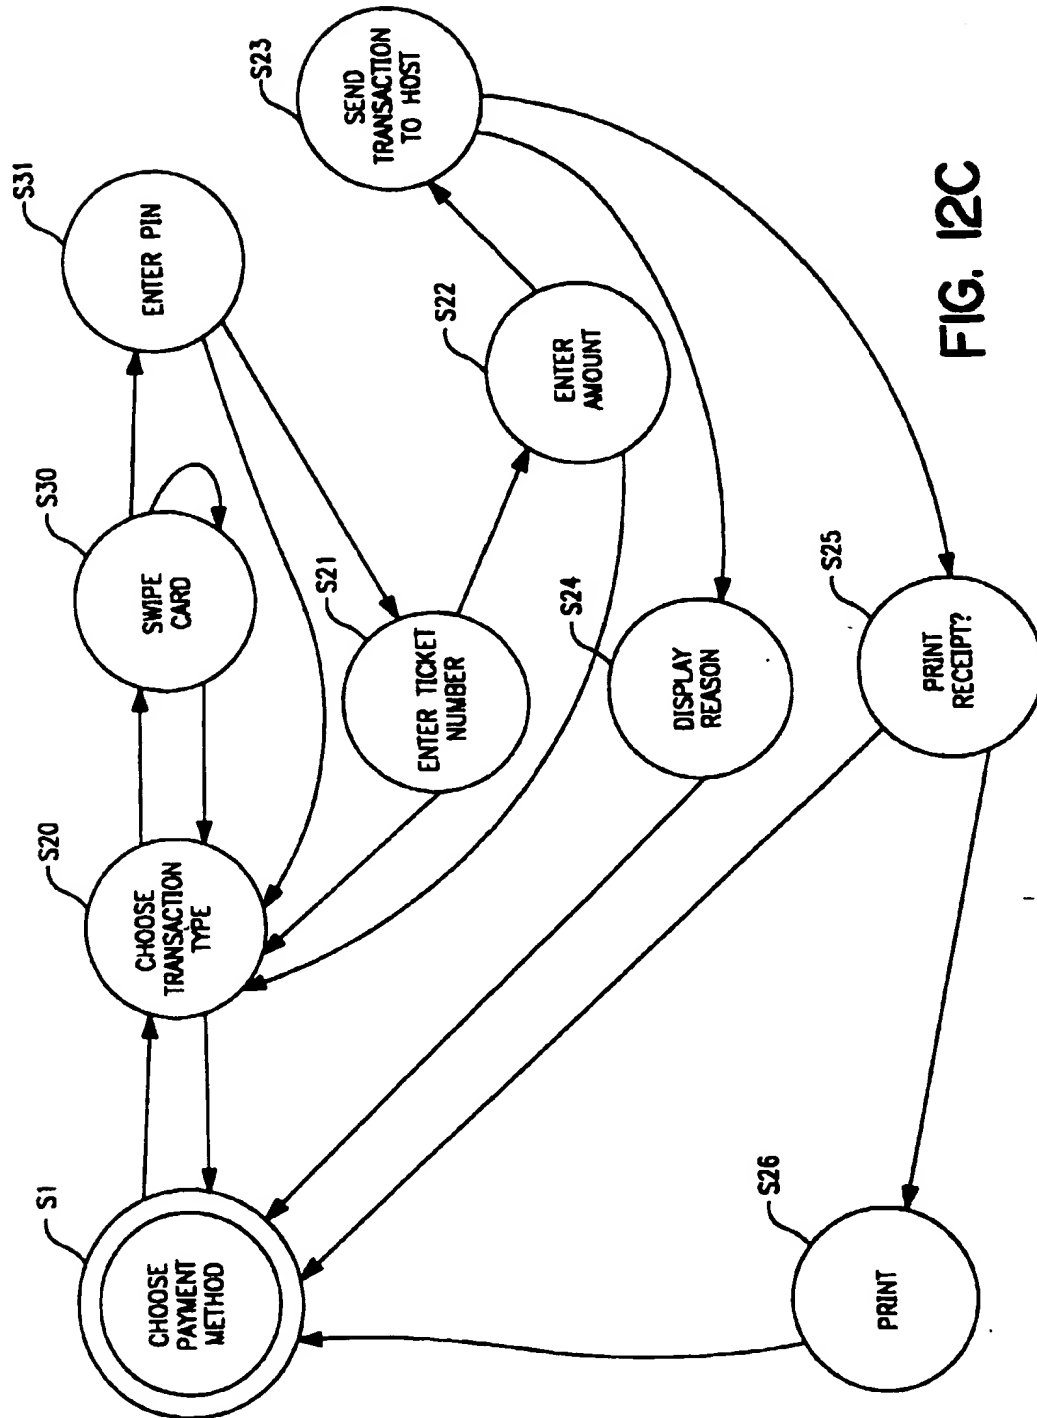 S1
CHOOSE
PAYMENT
METHOD
S20
CHOOSE
TRANSACTION
TYPE
S30
SWIPE
CARD
S31
ENTER PIN
S21
ENTER TICKET
NUMBER
S22
ENTER
AMOUNT
S23
SEND
TRANSACTION
TO HOST
S24
DISPLAY
REASON
S25
PRINT
RECEIPT?
S26
PRINT
FIG. 12C